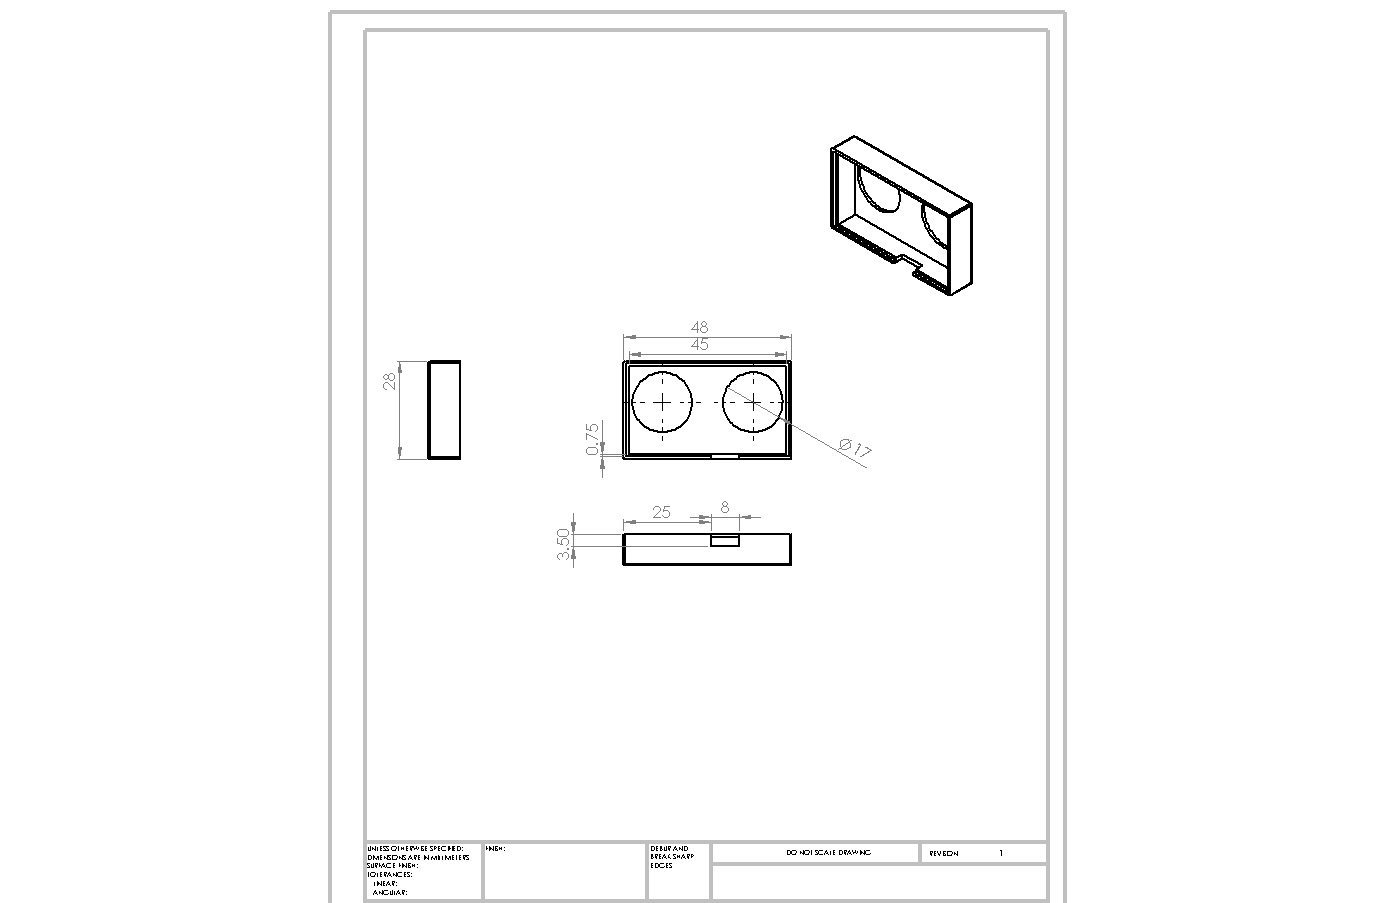 48
45
28
0.75
Ø17
25
8
3.50
UNLESS OTHERWISE SPECIFIED:
DIMENSIONS ARE IN MILLIMETERS
SURFACE FINISH:
TOLERANCES:
LINEAR:
ANGULAR:
FINISH:
DEBUR AND
BREAK SHARP
EDGES
DO NOT SCALE DRAWING
REVISION
1